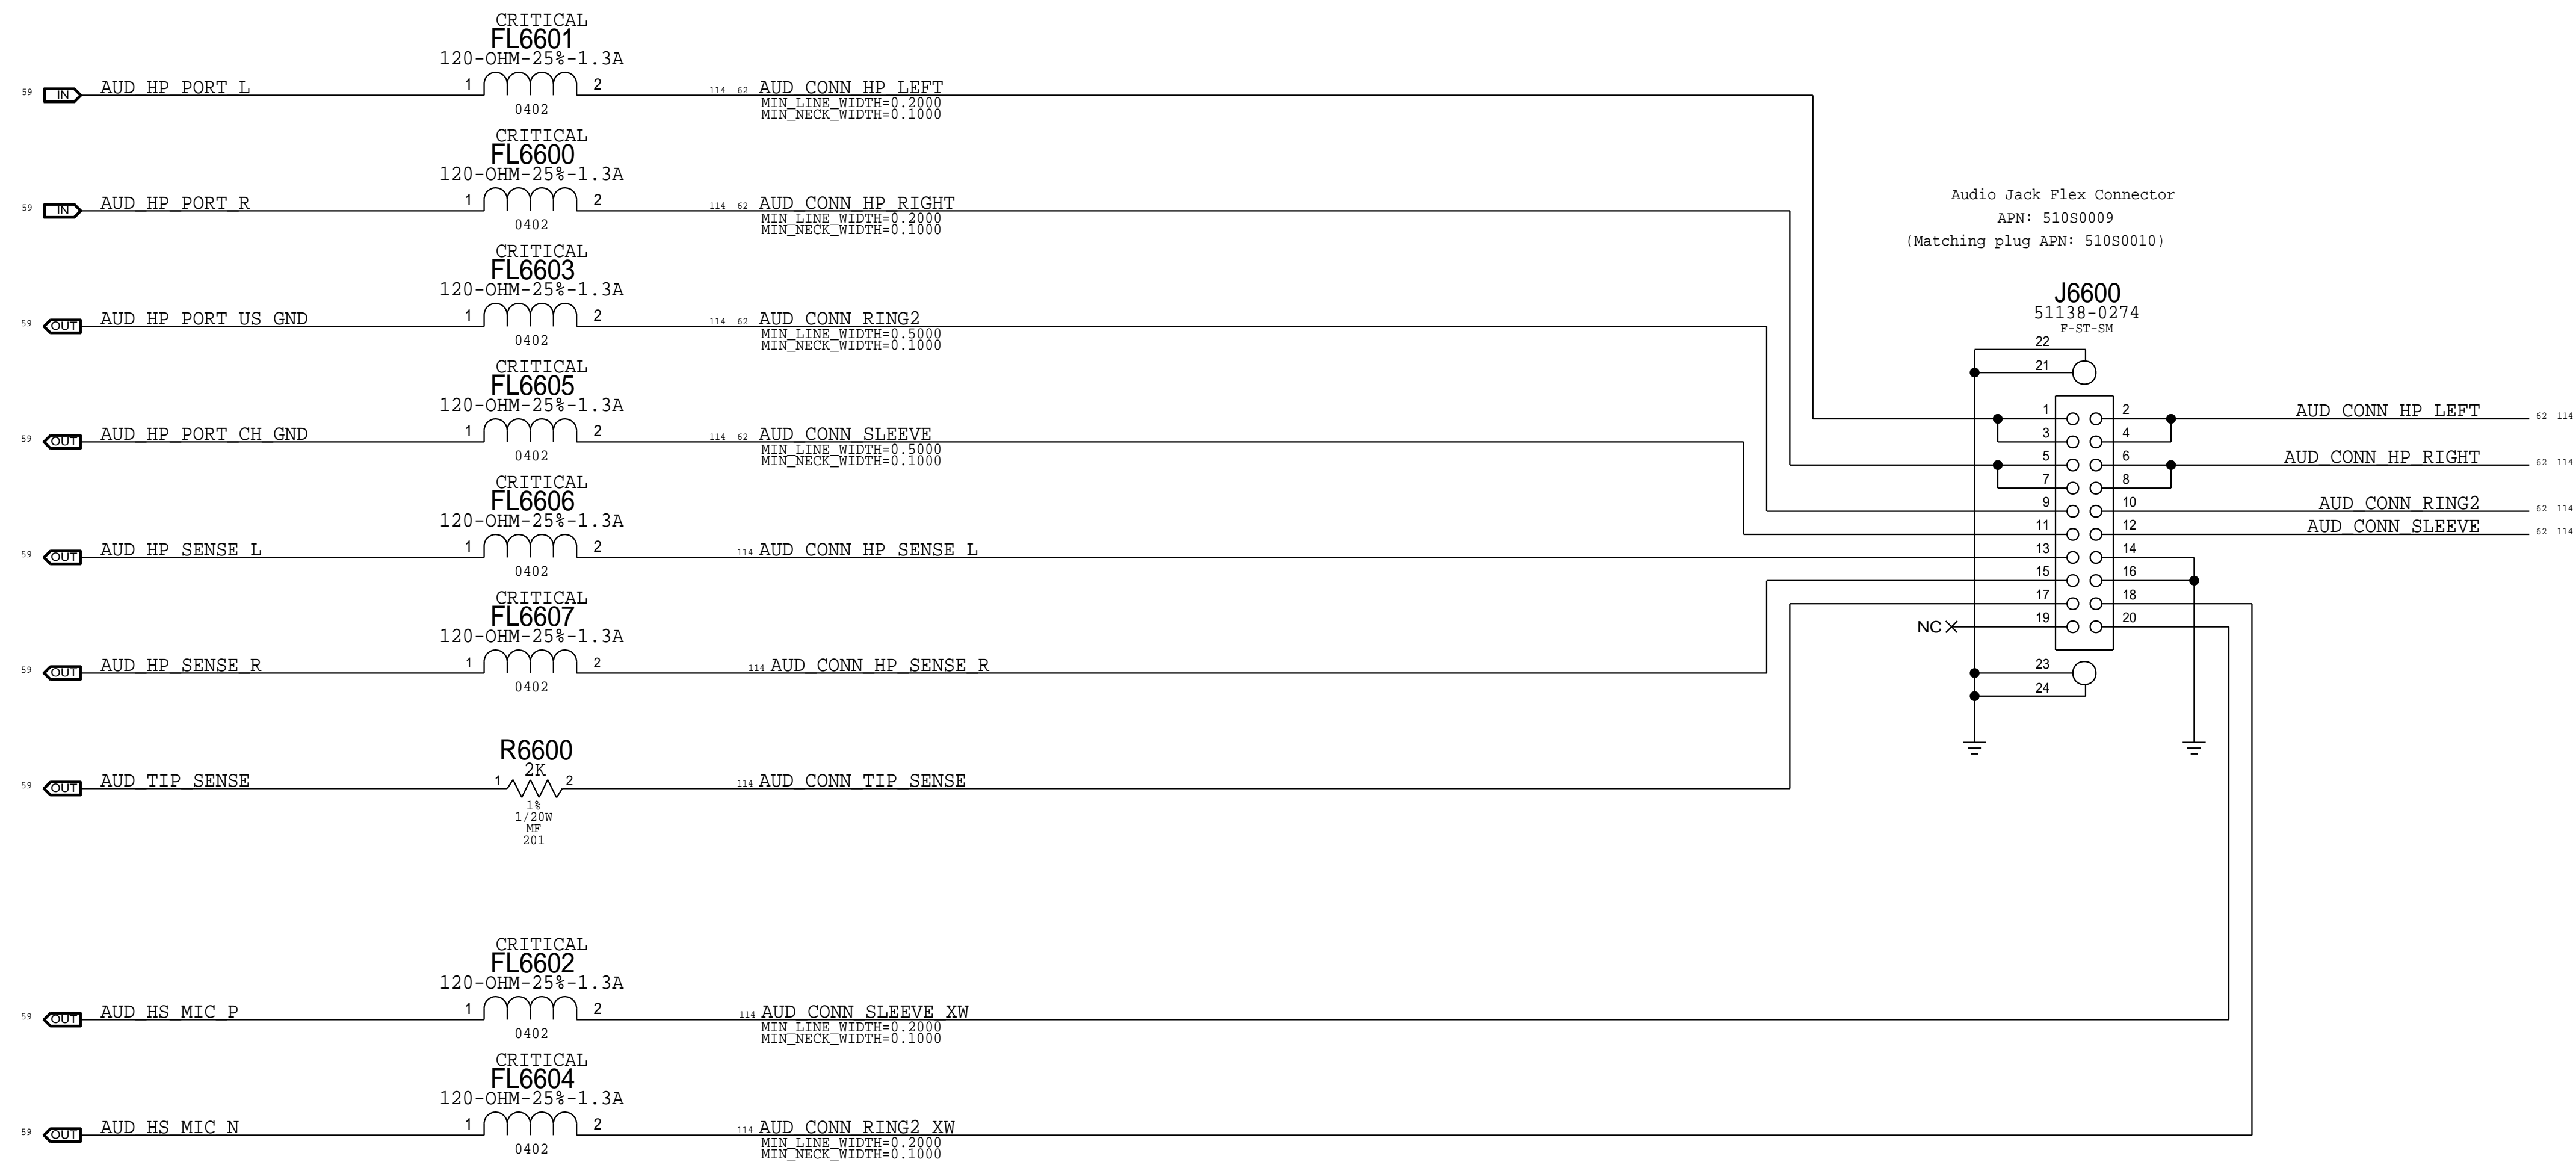 CRITICAL
FL6601
120-OHM-25%-1.3A
59 IN AUD_HP_PORT_L 1 2 114 62 AUD_CONN_HP_LEFT
MIN_LINE_WIDTH=0.2000
MIN_NECK_WIDTH=0.1000
0402
CRITICAL
FL6600
120-OHM-25%-1.3A
59 IN AUD_HP_PORT_R 1 2 114 62 AUD_CONN_HP_RIGHT
MIN_LINE_WIDTH=0.2000
MIN_NECK_WIDTH=0.1000
0402
CRITICAL
FL6603
120-OHM-25%-1.3A
59 OUT AUD_HP_PORT_US_GND 1 2 114 62 AUD_CONN_RING2
MIN_LINE_WIDTH=0.5000
MIN_NECK_WIDTH=0.1000
0402
CRITICAL
FL6605
120-OHM-25%-1.3A
59 OUT AUD_HP_PORT_CH_GND 1 2 114 62 AUD_CONN_SLEEVE
MIN_LINE_WIDTH=0.5000
MIN_NECK_WIDTH=0.1000
0402
CRITICAL
FL6606
120-OHM-25%-1.3A
59 OUT AUD_HP_SENSE_L 1 2 114 AUD_CONN_HP_SENSE_L
0402
CRITICAL
FL6607
120-OHM-25%-1.3A
59 OUT AUD_HP_SENSE_R 1 2 114 AUD_CONN_HP_SENSE_R
0402
R6600
2K
59 OUT AUD_TIP_SENSE 1 2 114 AUD_CONN_TIP_SENSE
1%
1/20W
MF
201
CRITICAL
FL6602
120-OHM-25%-1.3A
59 OUT AUD_HS_MIC_P 1 2 114 AUD_CONN_SLEEVE_XW
MIN_LINE_WIDTH=0.2000
MIN_NECK_WIDTH=0.1000
0402
CRITICAL
FL6604
120-OHM-25%-1.3A
59 OUT AUD_HS_MIC_N 1 2 114 AUD_CONN_RING2_XW
MIN_LINE_WIDTH=0.2000
MIN_NECK_WIDTH=0.1000
0402
Audio Jack Flex Connector
APN: 510S0009
(Matching plug APN: 510S0010)
J6600
51138-0274
F-ST-SM
22
21
1 2 AUD_CONN_HP_LEFT 62 114
3 4
5 6 AUD_CONN_HP_RIGHT 62 114
7 8
9 10 AUD_CONN_RING2 62 114
11 12 AUD_CONN_SLEEVE 62 114
13 14
15 16
17 18
NC 19 20
23
24